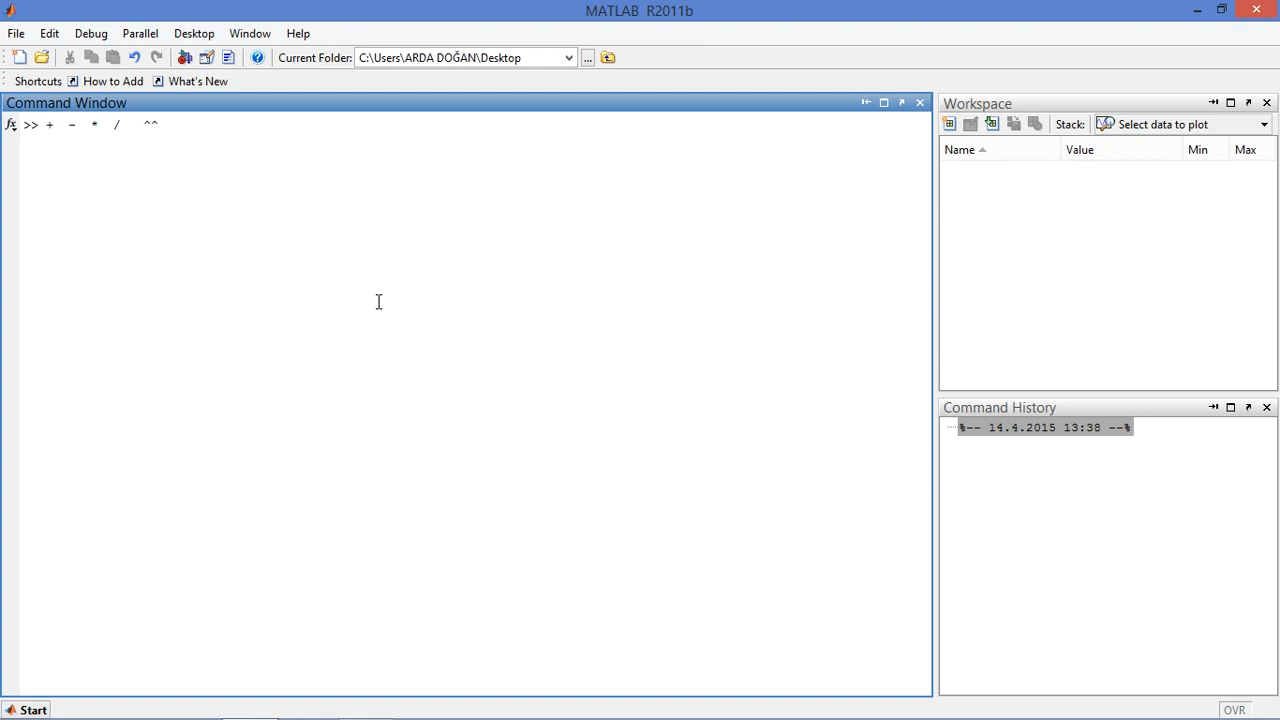 MATLAB R2011b
File Edit Debug Parallel Desktop Window Help
Current Folder: C:\Users\ARDA DOĞAN\Desktop ...
Shortcuts How to Add What's New
Command Window
fx >> + - * / ^^
Workspace
Stack: Select data to plot
Name Value Min Max
Command History
%-- 14.4.2015 13:38 --%
Start
OVR